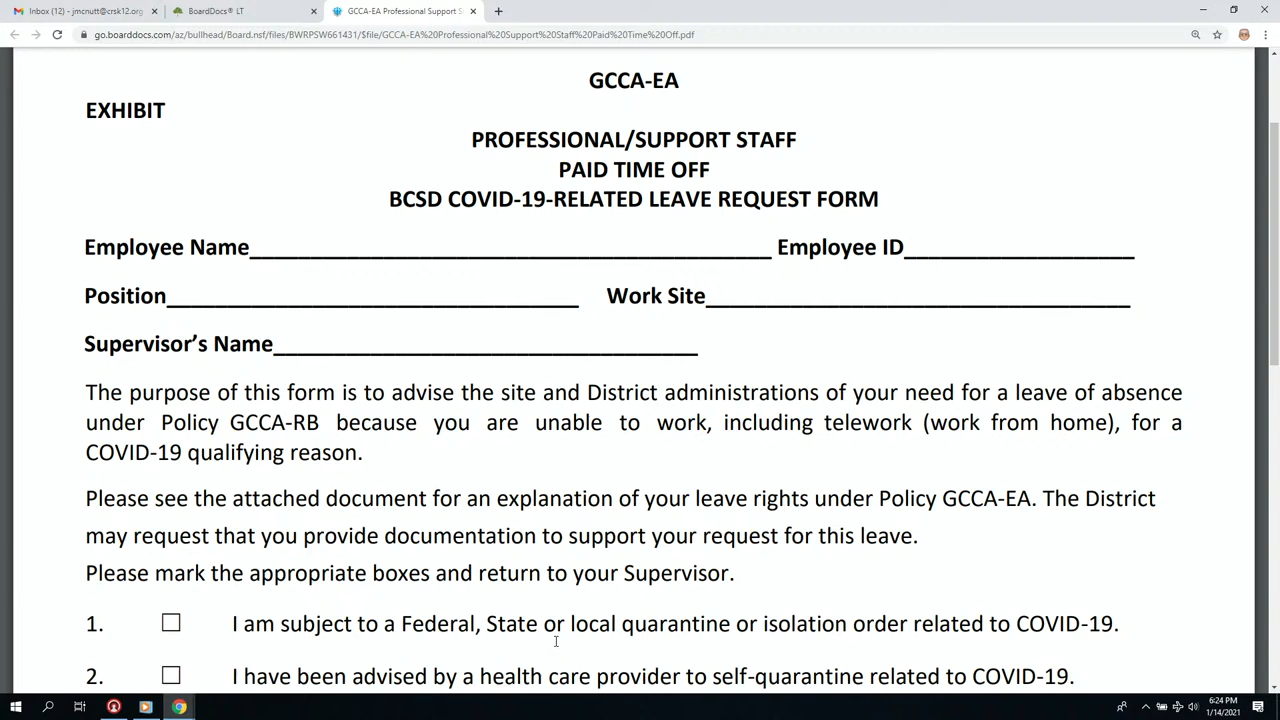 Inbox (12) - jmcnutt@crsk12.org
BoardDocs® LT
GCCA-EA Professional Support S
go.boarddocs.com/az/bullhead/Board.nsf/files/BWRPSW661431/$file/GCCA-EA%20Professional%20Support%20Staff%20Paid%20Time%20Off.pdf
GCCA-EA
EXHIBIT
PROFESSIONAL/SUPPORT STAFF
PAID TIME OFF
BCSD COVID-19-RELATED LEAVE REQUEST FORM
Employee Name__________________________________________ Employee ID___________________
Position__________________________________ Work Site___________________________________
Supervisor’s Name___________________________________
The purpose of this form is to advise the site and District administrations of your need for a leave of absence
under Policy GCCA-RB because you are unable to work, including telework (work from home), for a
COVID-19 qualifying reason.
Please see the attached document for an explanation of your leave rights under Policy GCCA-EA. The District
may request that you provide documentation to support your request for this leave.
Please mark the appropriate boxes and return to your Supervisor.
1. ☐ I am subject to a Federal, State or local quarantine or isolation order related to COVID-19.
2. ☐ I have been advised by a health care provider to self-quarantine related to COVID-19.
6:24 PM
1/14/2021